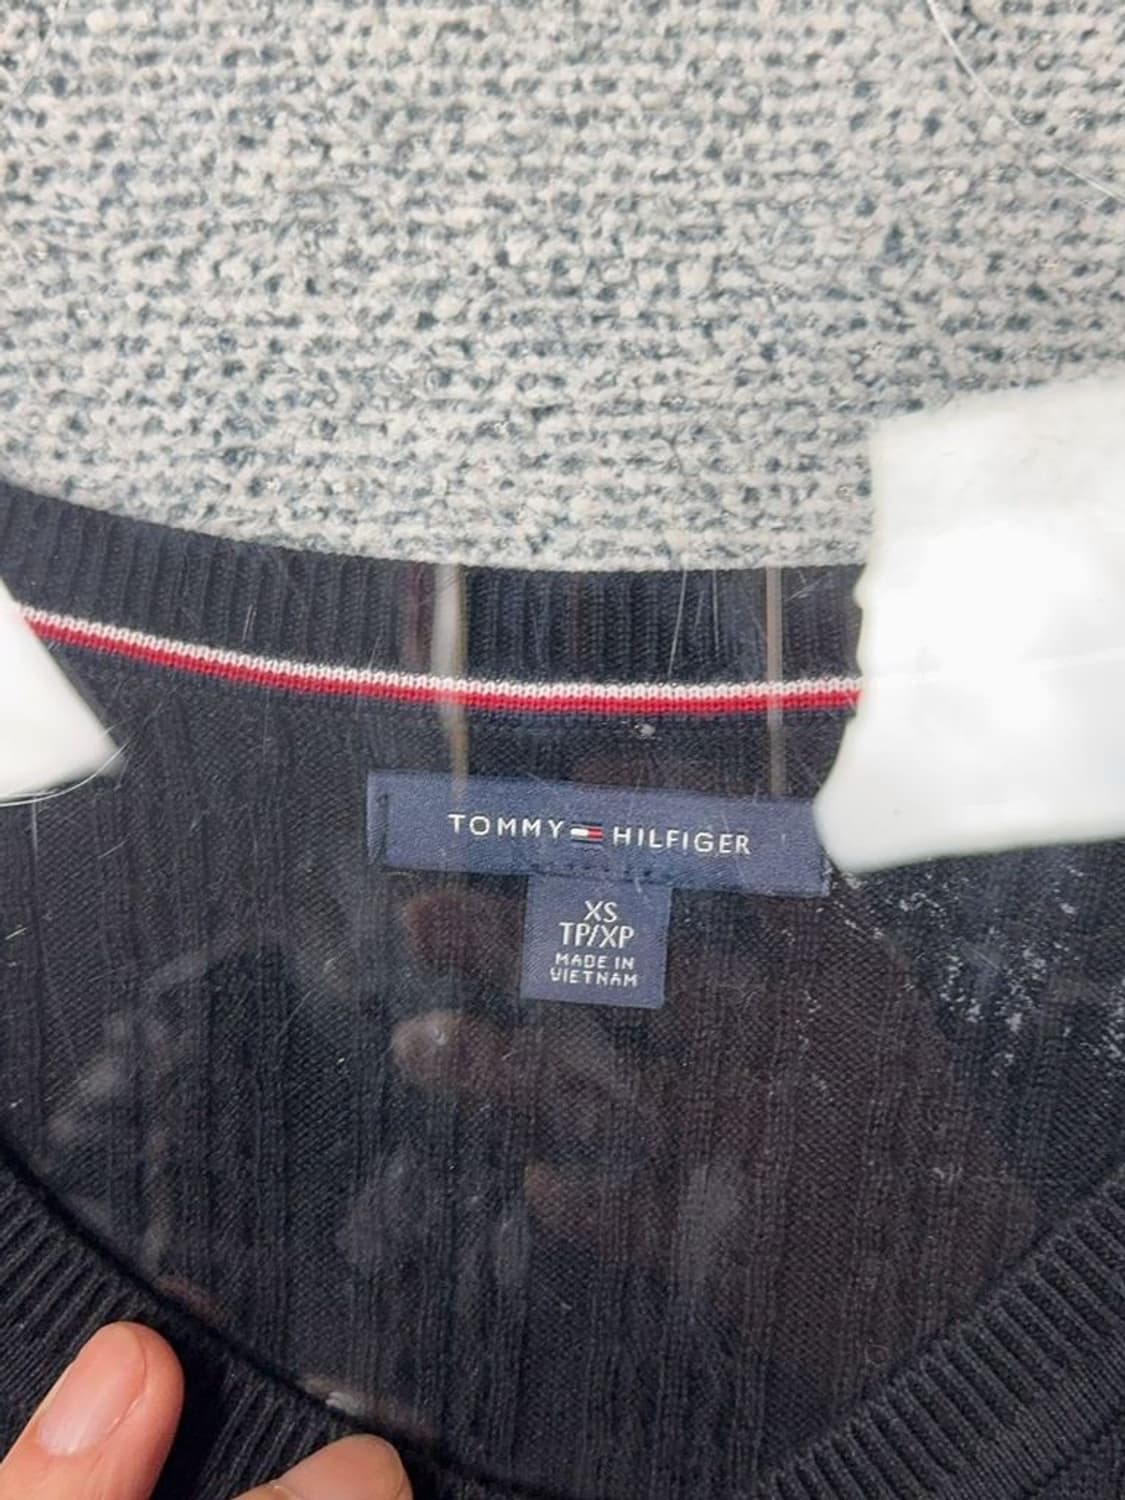 TOMMY HILFIGER
XS
TP/XP
MADE IN
VIETNAM